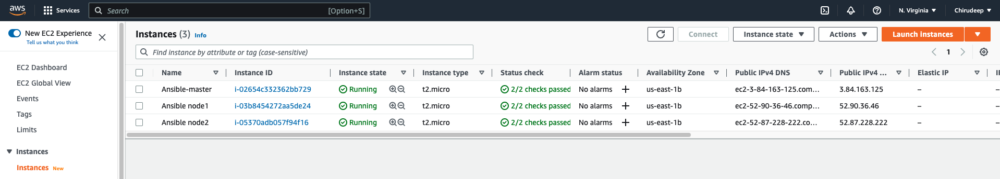 aws Services Search [Option+S] N. Virginia Chirudeep
New EC2 Experience
Tell us what you think
EC2 Dashboard
EC2 Global View
Events
Tags
Limits
Instances
Instances New
Instances (3) Info Connect Instance state Actions Launch instances
Find instance by attribute or tag (case-sensitive) 1
Name Instance ID Instance state Instance type Status check Alarm status Availability Zone Public IPv4 DNS Public IPv4 ... Elastic IP
Ansible-master i-02654c332362bb729 Running t2.micro 2/2 checks passed No alarms + us-east-1b ec2-3-84-163-125.com... 3.84.163.125 –
Ansible node1 i-03b8454272aa5de24 Running t2.micro 2/2 checks passed No alarms + us-east-1b ec2-52-90-36-46.comp... 52.90.36.46 –
Ansible node2 i-05370adb057f94f16 Running t2.micro 2/2 checks passed No alarms + us-east-1b ec2-52-87-228-222.co... 52.87.228.222 –